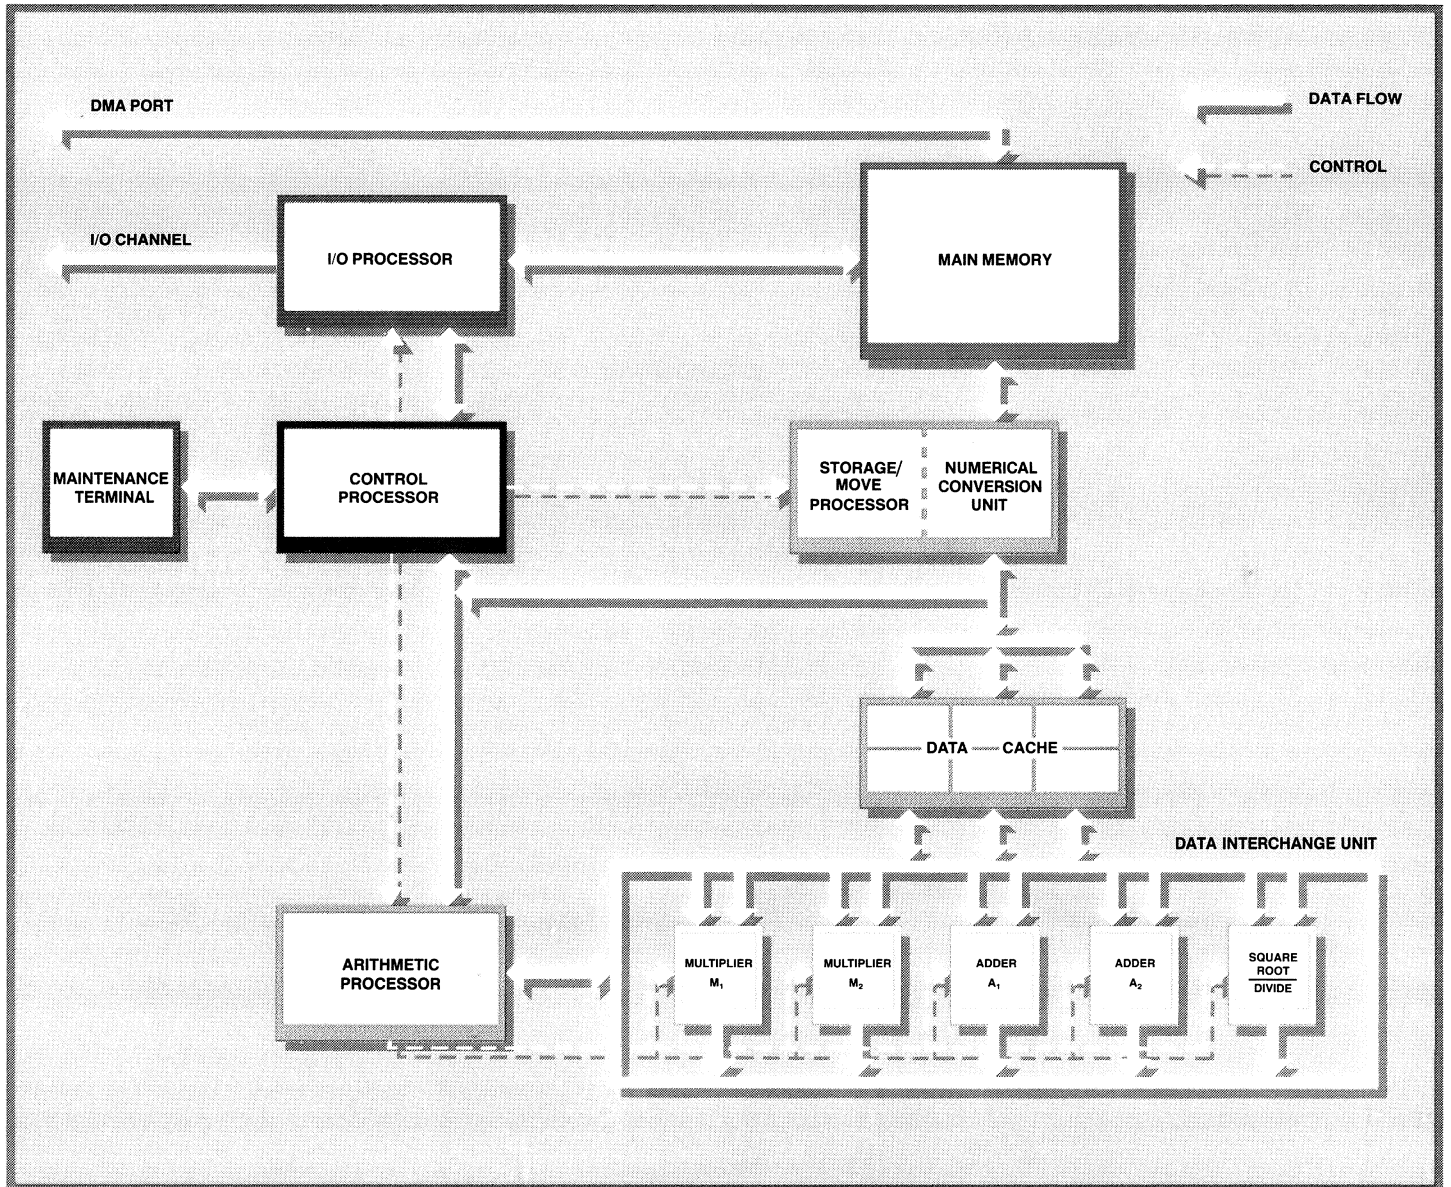 DMA PORT
DATA FLOW
CONTROL
I/O CHANNEL
I/O PROCESSOR
MAIN MEMORY
MAINTENANCE
TERMINAL
CONTROL
PROCESSOR
STORAGE/
MOVE
PROCESSOR
NUMERICAL
CONVERSION
UNIT
DATA CACHE
DATA INTERCHANGE UNIT
ARITHMETIC
PROCESSOR
MULTIPLIER
M₁
MULTIPLIER
M₂
ADDER
A₁
ADDER
A₂
SQUARE
ROOT
DIVIDE